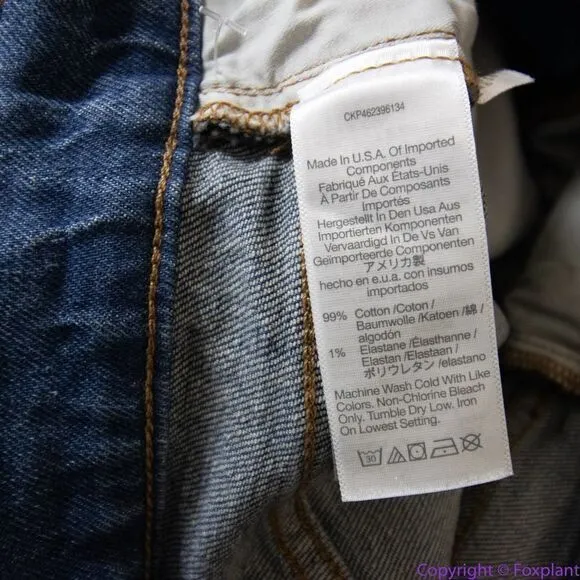 CKP462396134
Made In U.S.A. Of Imported
Components
Fabriqué Aux États-Unis
À Partir De Composants
Importés
Hergestellt In Den Usa Aus
Importierten Komponenten
Vervaardigd In De Vs Van
Geïmporteerde Componenten
アメリカ製
hecho en e.u.a. con insumos
importados
99% Cotton /Coton/
Baumwolle /Katoen /綿/
algodón
1% Elastane /Élasthanne/
Elastan /Elastaan/
ポリウレタン/elastano
Machine Wash Cold With Like
Colors. Non-Chlorine Bleach
Only. Tumble Dry Low. Iron
On Lowest Setting.
30
Copyright © Foxplant